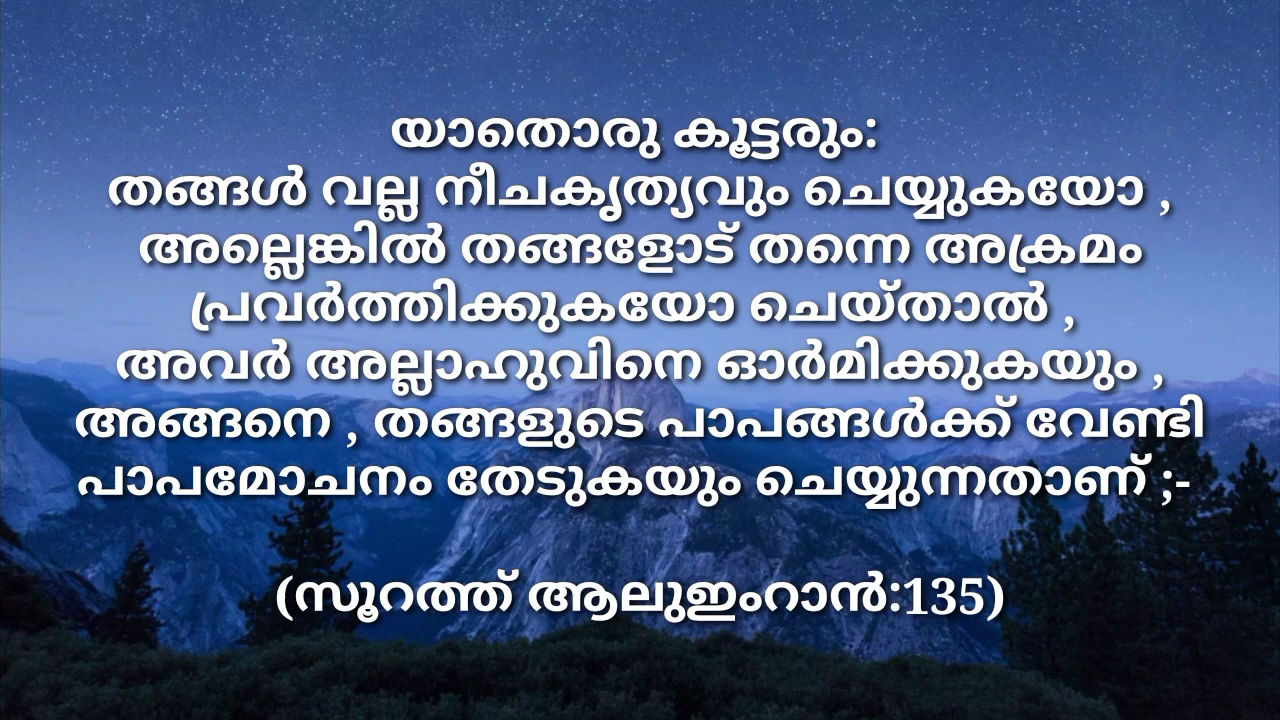 യാതൊരു കൂട്ടരും:
തങ്ങൾ വല്ല നീചകൃത്യവും ചെയ്യുകയോ ,
അല്ലെങ്കിൽ തങ്ങളോട് തന്നെ അക്രമം
പ്രവർത്തിക്കുകയോ ചെയ്താൽ ,
അവർ അല്ലാഹുവിനെ ഓർമിക്കുകയും ,
അങ്ങനെ , തങ്ങളുടെ പാപങ്ങൾക്ക് വേണ്ടി
പാപമോചനം തേടുകയും ചെയ്യുന്നതാണ് ;-
(സൂറത്ത് ആലുഇംറാൻ:135)